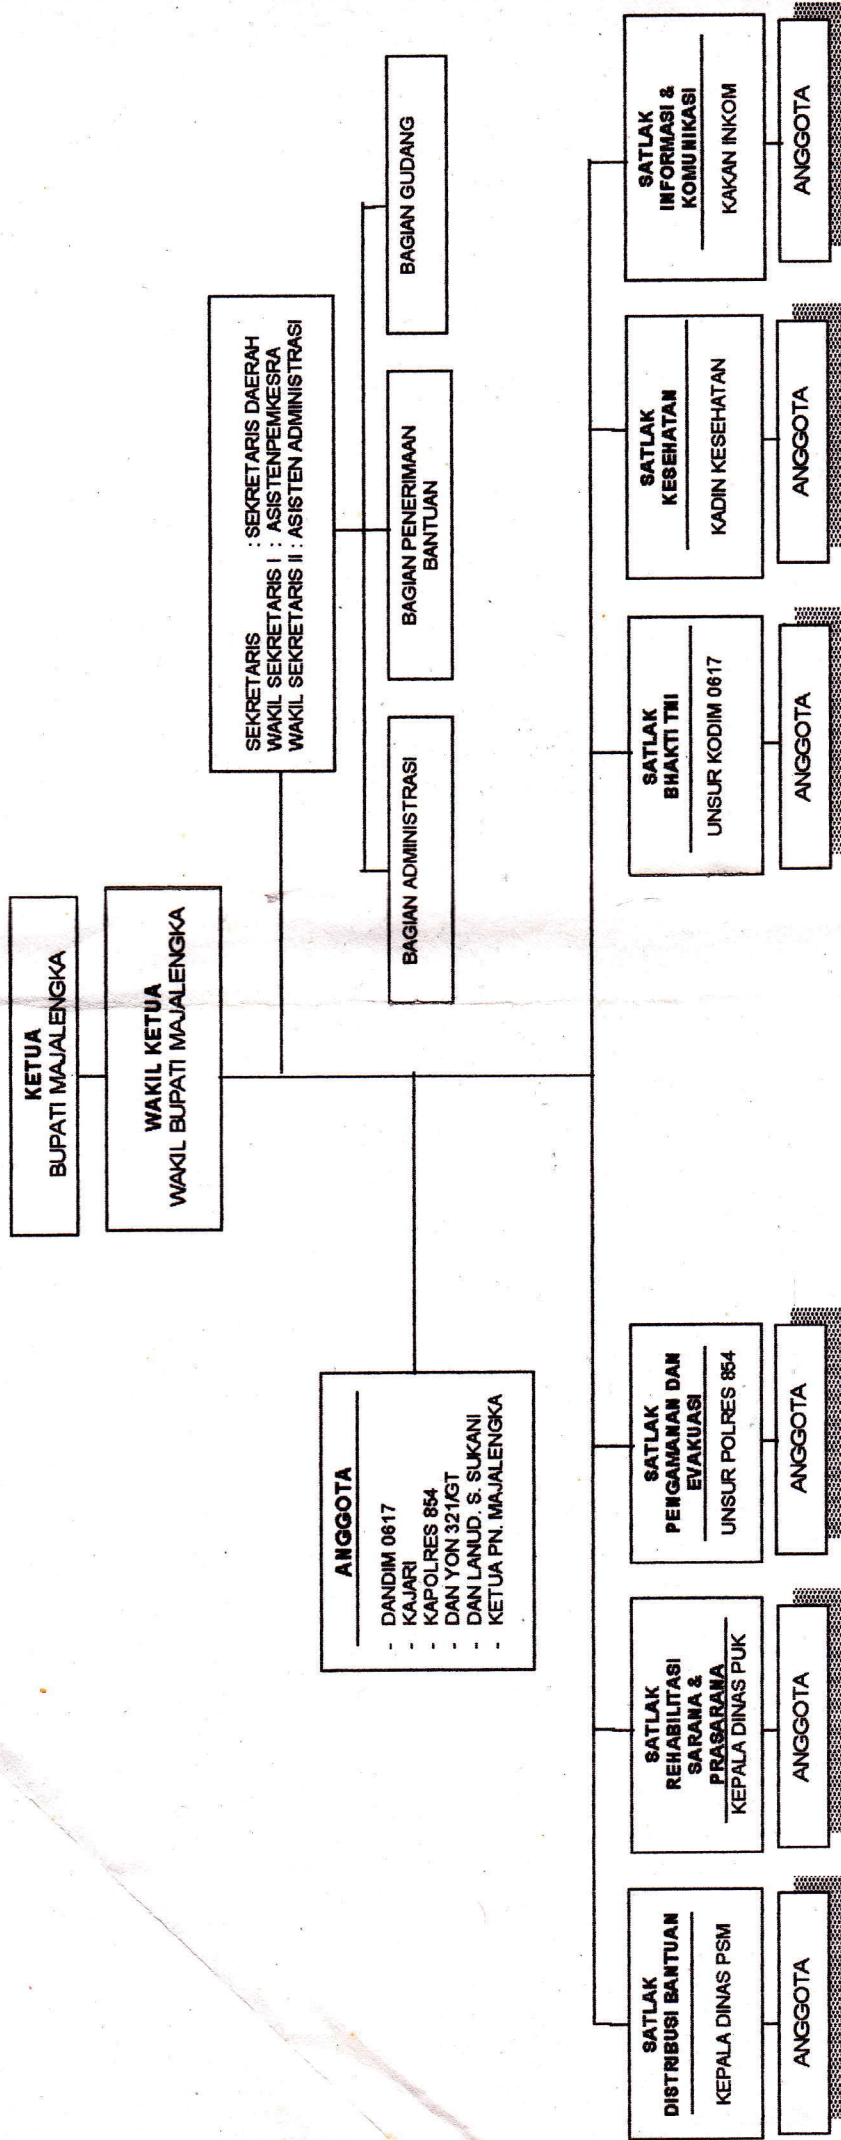 KETUA
BUPATI MAJALENGKA
WAKIL KETUA
WAKIL BUPATI MAJALENGKA
SEKRETARIS : SEKRETARIS DAERAH
WAKIL SEKRETARIS I : ASISTENPEMKESRA
WAKIL SEKRETARIS II : ASISTEN ADMINISTRASI
ANGGOTA
- DANDIM 0617
- KAJARI
- KAPOLRES 854
- DAN YON 321/GT
- DAN LANUD. S. SUKANI
- KETUA PN. MAJALENGKA
BAGIAN ADMINISTRASI
BAGIAN PENERIMAAN
BANTUAN
BAGIAN GUDANG
SATLAK
DISTRIBUSI BANTUAN
KEPALA DINAS PSM
ANGGOTA
SATLAK
REHABILITASI
SARANA &
PRASARANA
KEPALA DINAS PUK
ANGGOTA
SATLAK
PENGAMANAN DAN
EVAKUASI
UNSUR POLRES 854
ANGGOTA
SATLAK
BHAKTI TNI
UNSUR KODIM 0617
ANGGOTA
SATLAK
KESEHATAN
KADIN KESEHATAN
ANGGOTA
SATLAK
INFORMASI &
KOMUNIKASI
KAKAN INKOM
ANGGOTA